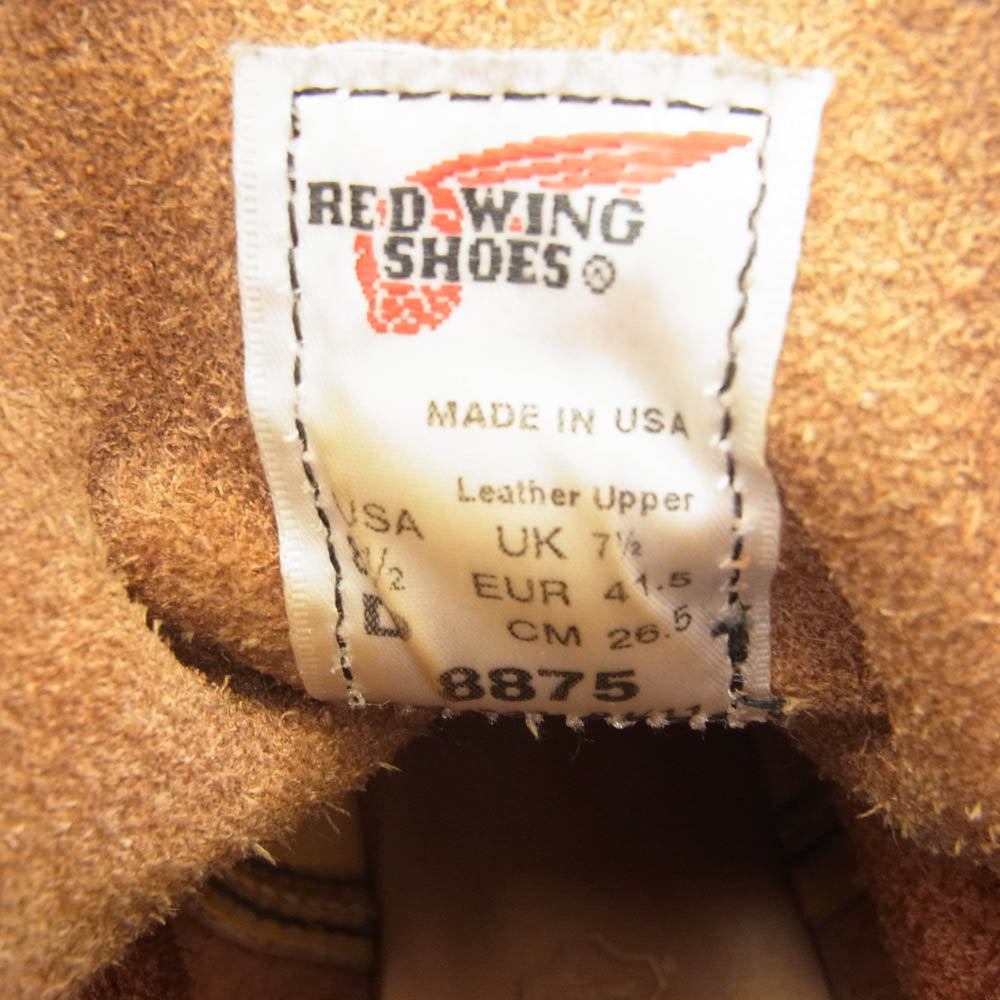 RED WING
SHOES ®
MADE IN USA
Leather Upper
USA
UK 7½
EUR 41.5
D
CM 26.5
8875